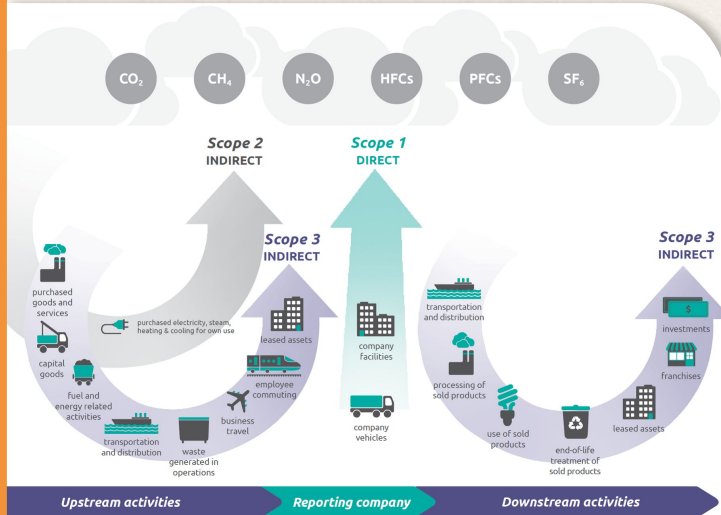 CO₂
CH₄
N₂O
HFCs
PFCs
SF₆
Scope 2
INDIRECT
Scope 1
DIRECT
Scope 3
INDIRECT
Scope 3
INDIRECT
purchased
goods and
services
capital
goods
fuel and
energy related
activities
purchased electricity, steam,
heating & cooling for own use
transportation
and distribution
waste
generated in
operations
business
travel
employee
commuting
leased assets
company
facilities
company
vehicles
transportation
and distribution
processing of
sold products
use of sold
products
end-of-life
treatment of
sold products
leased assets
franchises
$
investments
Upstream activities
Reporting company
Downstream activities